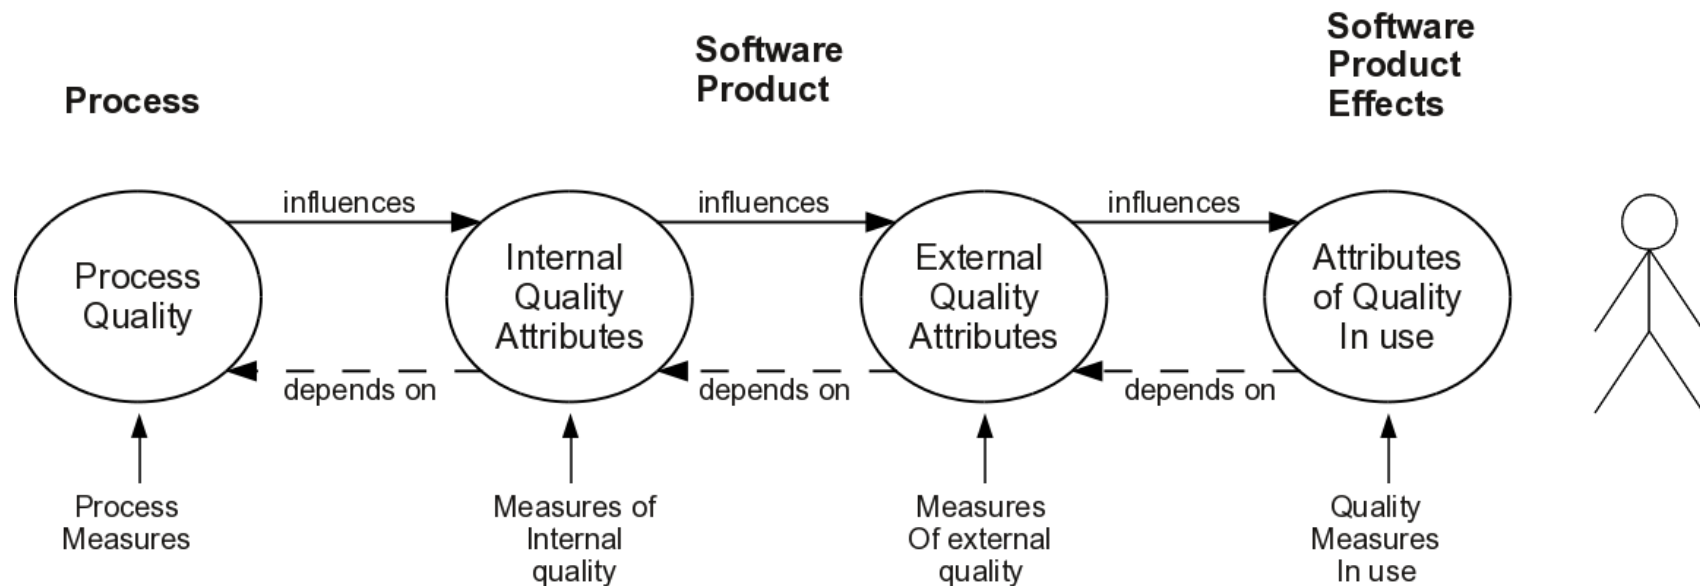 Process
Software
Product
Software
Product
Effects
influences
influences
influences
Process
Quality
Internal
Quality
Attributes
External
Quality
Attributes
Attributes
of Quality
In use
depends on
depends on
depends on
Process
Measures
Measures of
Internal
quality
Measures
Of external
quality
Quality
Measures
In use